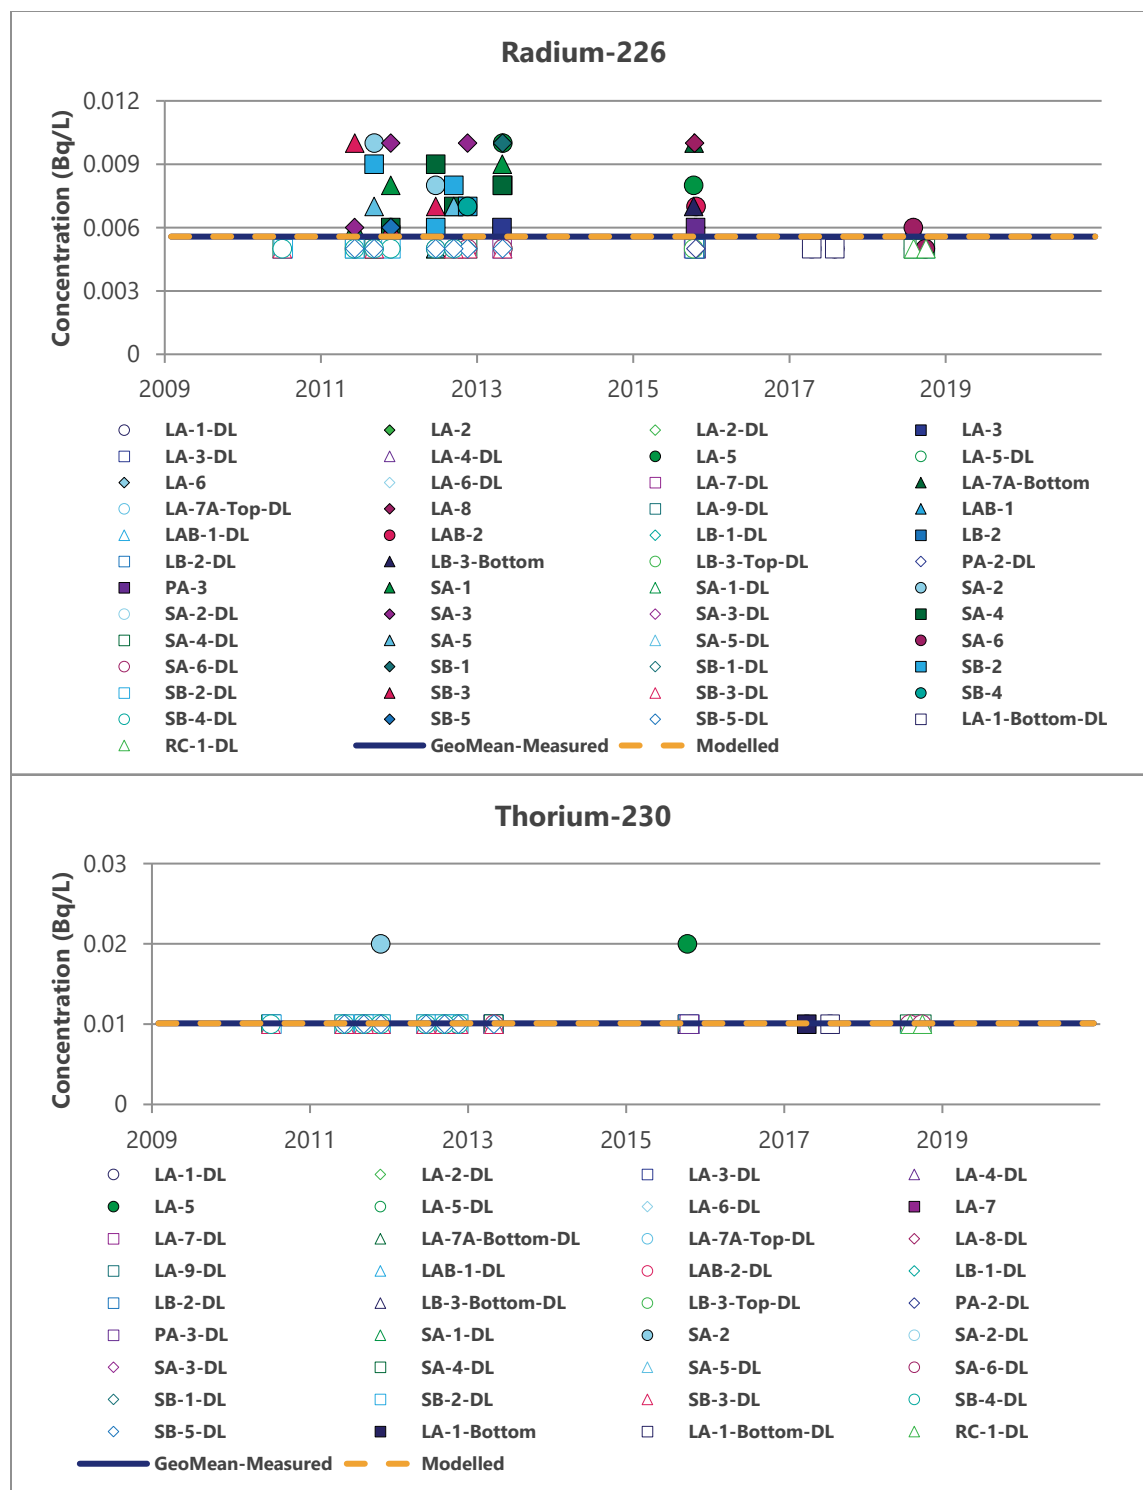 Radium-226
Concentration (Bq/L)
0.012
0.009
0.006
0.003
0
2009 2011 2013 2015 2017 2019
LA-1-DL LA-2 LA-2-DL LA-3
LA-3-DL LA-4-DL LA-5 LA-5-DL
LA-6 LA-6-DL LA-7-DL LA-7A-Bottom
LA-7A-Top-DL LA-8 LA-9-DL LAB-1
LAB-1-DL LAB-2 LB-1-DL LB-2
LB-2-DL LB-3-Bottom LB-3-Top-DL PA-2-DL
PA-3 SA-1 SA-1-DL SA-2
SA-2-DL SA-3 SA-3-DL SA-4
SA-4-DL SA-5 SA-5-DL SA-6
SA-6-DL SB-1 SB-1-DL SB-2
SB-2-DL SB-3 SB-3-DL SB-4
SB-4-DL SB-5 SB-5-DL LA-1-Bottom-DL
RC-1-DL GeoMean-Measured Modelled
Thorium-230
Concentration (Bq/L)
0.03
0.02
0.01
0
2009 2011 2013 2015 2017 2019
LA-1-DL LA-2-DL LA-3-DL LA-4-DL
LA-5 LA-5-DL LA-6-DL LA-7
LA-7-DL LA-7A-Bottom-DL LA-7A-Top-DL LA-8-DL
LA-9-DL LAB-1-DL LAB-2-DL LB-1-DL
LB-2-DL LB-3-Bottom-DL LB-3-Top-DL PA-2-DL
PA-3-DL SA-1-DL SA-2 SA-2-DL
SA-3-DL SA-4-DL SA-5-DL SA-6-DL
SB-1-DL SB-2-DL SB-3-DL SB-4-DL
SB-5-DL LA-1-Bottom LA-1-Bottom-DL RC-1-DL
GeoMean-Measured Modelled